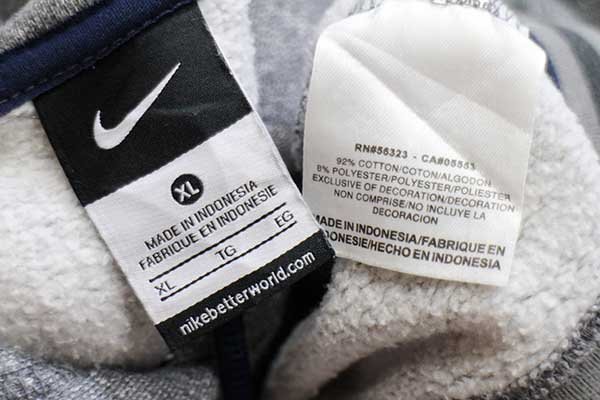 XL
MADE IN INDONESIA
FABRIQUE EN INDONESIE
XL TG EG
nikebetterworld.com
RN#56323 - CA#05553
92% COTTON/COTON/ALGODON
8% POLYESTER/POLYESTER/POLIESTER
EXCLUSIVE OF DECORATION/DECORATION
NON COMPRISE/NO INCLUYE LA
DECORACION
MADE IN INDONESIA/FABRIQUE EN
INDONESIE/HECHO EN INDONESIA